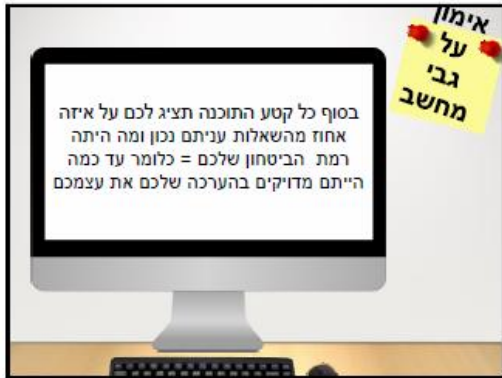 אימון
על
גבי
מחשב
בסוף כל קטע התוכנה תציג לכם על איזה
אחוז מהשאלות עניתם נכון ומה היתה
רמת הביטחון שלכם = כלומר עד כמה
הייתם מדויקים בהערכה שלכם את עצמכם